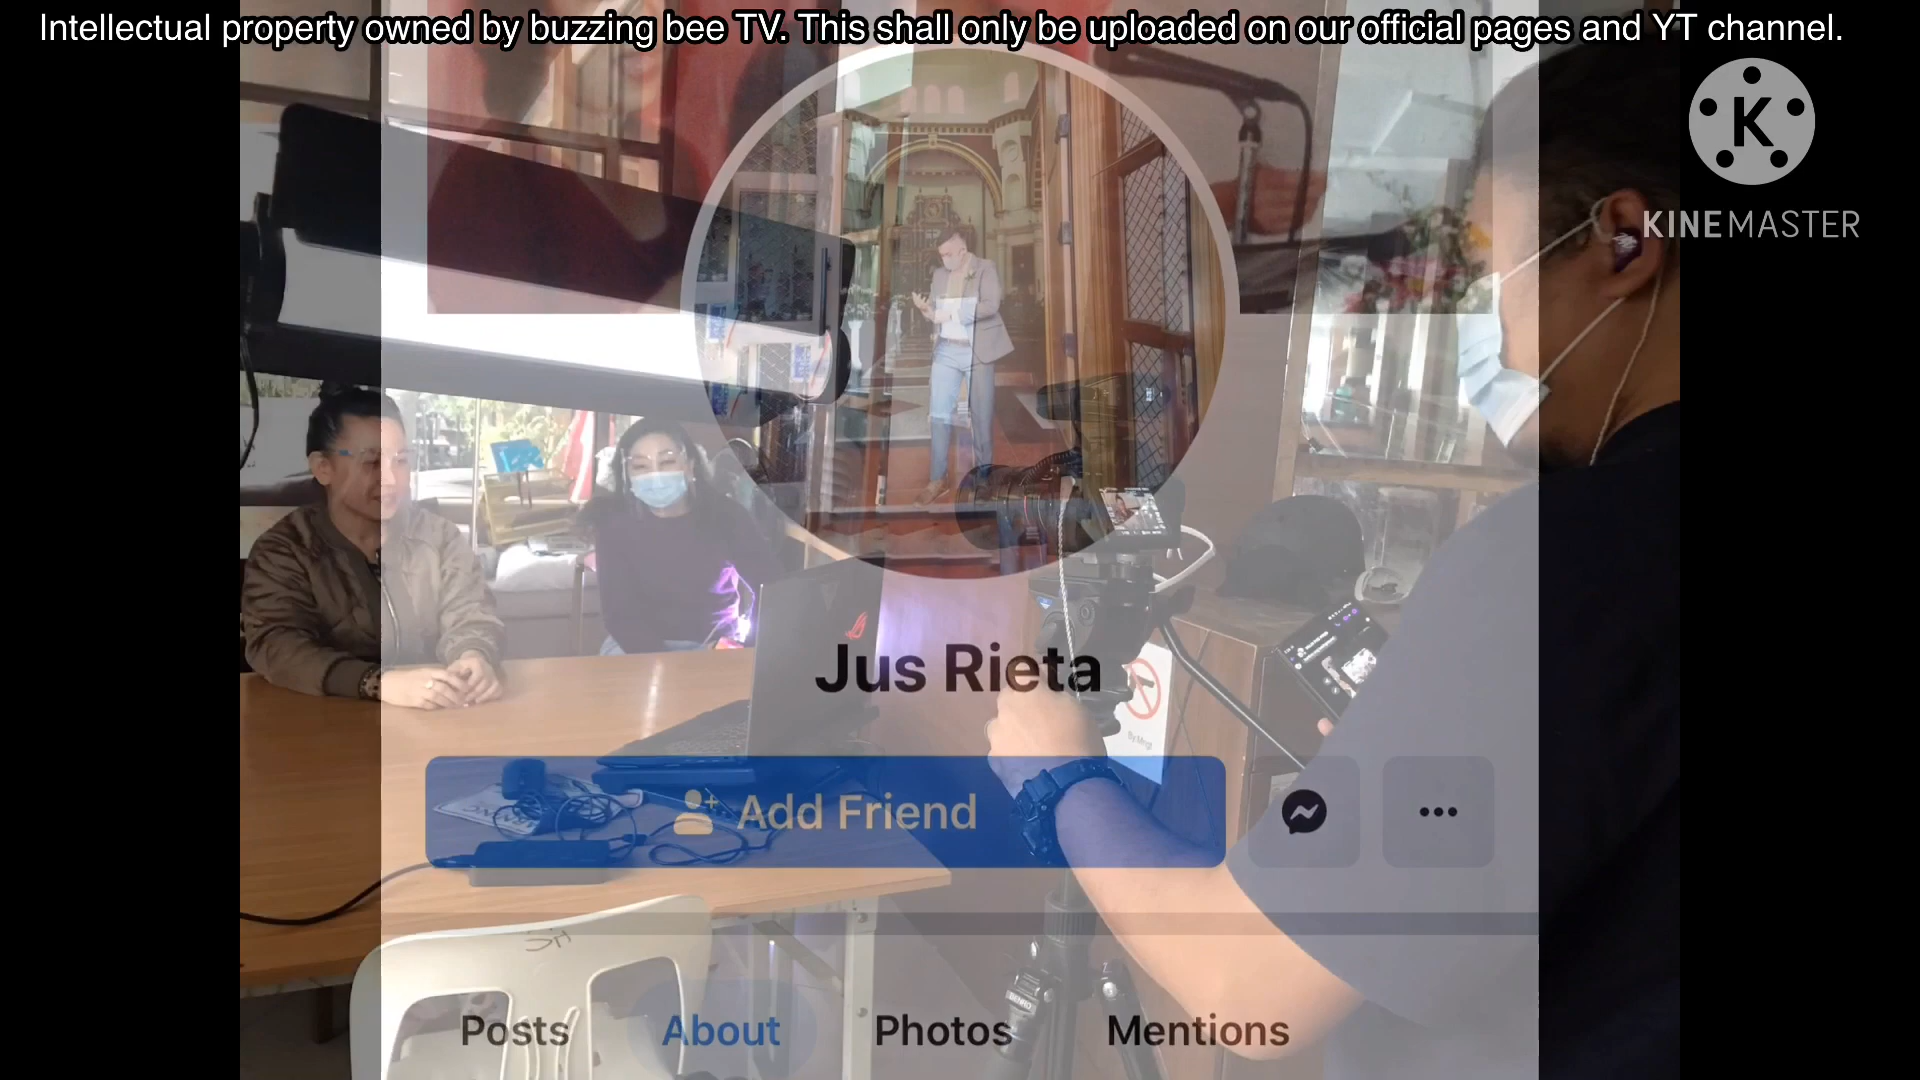 Intellectual property owned by buzzing bee TV. This shall only be uploaded on our official pages and YT channel.
K
KINEMASTER
Jus Rieta
Add Friend
Posts
About
Photos
Mentions
BENRO